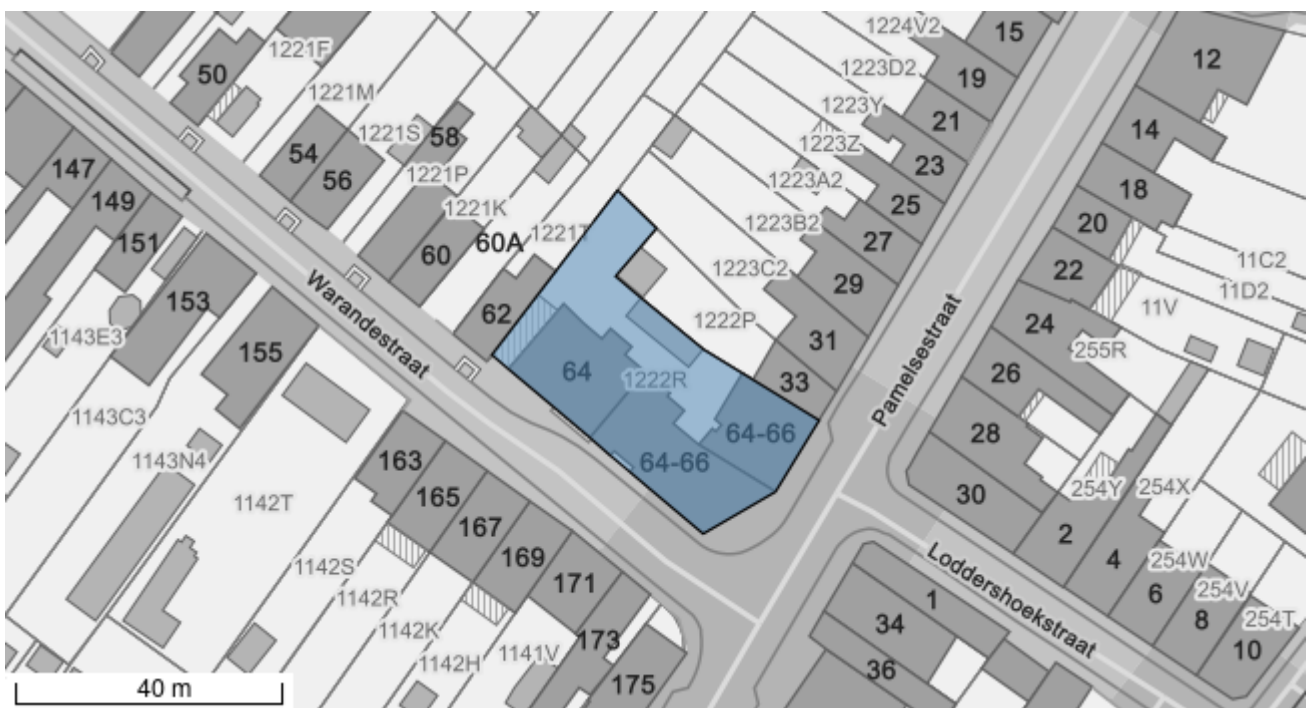 1224V2
15
1221F
12
50
1223D2
19
1221M
1223Y
21
14
58
1221S
1223Z
54
23
147
1221P
56
1223A2
18
149
1221K
25
1223B2
20
151
1221T
27
60A
60
11C2
1223C2
22
29
11D2
153
Warandestraat
62
1222P
11V
24
1143E3
31
Pamelsestraat
255R
155
64
1222R
33
26
1143C3
64-66
28
163
64-66
1143N4
165
30
254Y
254X
1142T
167
2
169
4
254W
1142S
171
Loddershoekstraat
254V
1142R
1
6
254T
34
8
1142K
173
1141V
1142H
10
36
175
40 m